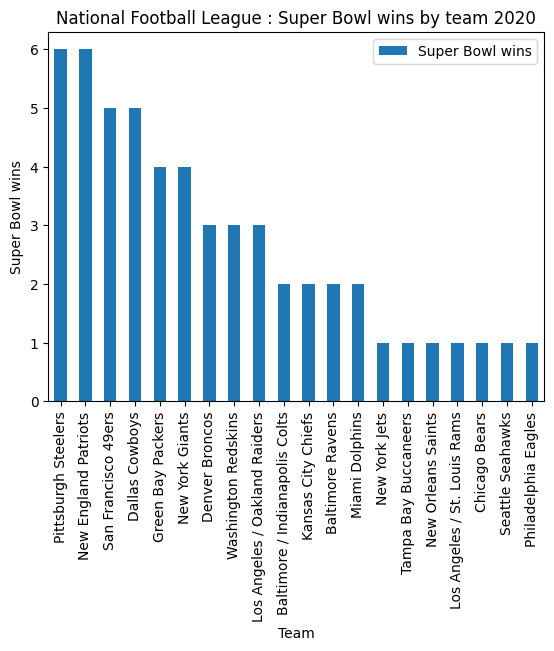 National Football League : Super Bowl wins by team 2020
Super Bowl wins
6
5
4
3
2
1
0
Super Bowl wins
Pittsburgh Steelers
New England Patriots
San Francisco 49ers
Dallas Cowboys
Green Bay Packers
New York Giants
Denver Broncos
Washington Redskins
Los Angeles / Oakland Raiders
Baltimore / Indianapolis Colts
Kansas City Chiefs
Baltimore Ravens
Miami Dolphins
New York Jets
Tampa Bay Buccaneers
New Orleans Saints
Los Angeles / St. Louis Rams
Chicago Bears
Seattle Seahawks
Philadelphia Eagles
Team